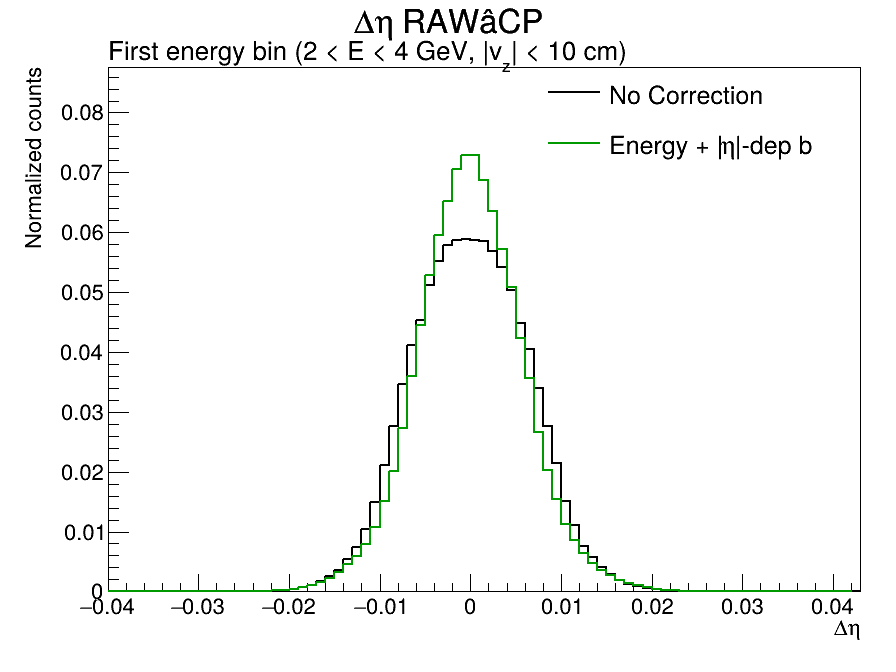 Δη RAWâCP
First energy bin (2 < E < 4 GeV, |v_z| < 10 cm)
Normalized counts
No Correction
Energy + |η|-dep b
0.08
0.07
0.06
0.05
0.04
0.03
0.02
0.01
0
−0.04 −0.03 −0.02 −0.01 0 0.01 0.02 0.03 0.04
Δη